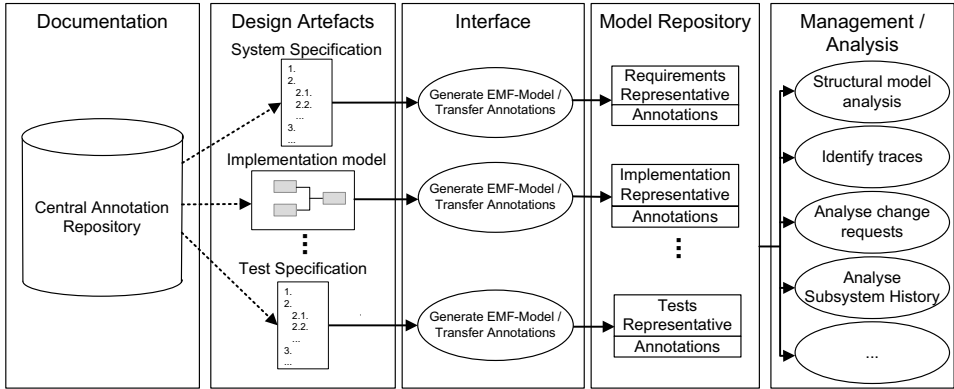 Documentation
Central Annotation
Repository
Design Artefacts
System Specification
1.
2.
2.1.
2.2.
...
3.
...
Implementation model
Test Specification
1.
2.
2.1.
2.2.
...
3.
...
Interface
Generate EMF-Model /
Transfer Annotations
Generate EMF-Model /
Transfer Annotations
Generate EMF-Model /
Transfer Annotations
Model Repository
Requirements
Representative
Annotations
Implementation
Representative
Annotations
Tests
Representative
Annotations
Management /
Analysis
Structural model
analysis
Identify traces
Analyse change
requests
Analyse
Subsystem History
...